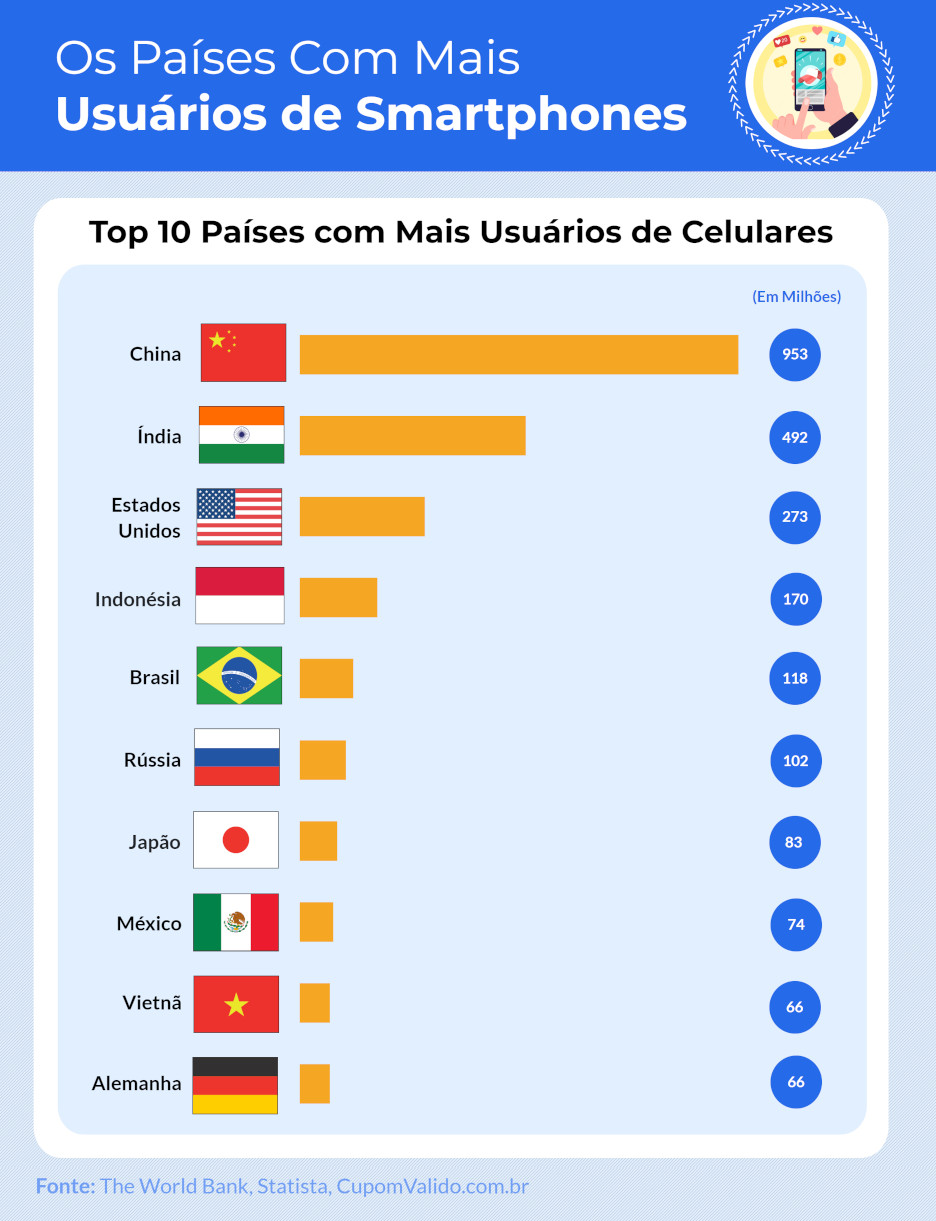 Os Países Com Mais
Usuários de Smartphones
Top 10 Países com Mais Usuários de Celulares
(Em Milhões)
China 953
Índia 492
Estados
Unidos 273
Indonésia 170
Brasil 118
Rússia 102
Japão 83
México 74
Vietnã 66
Alemanha 66
Fonte: The World Bank, Statista, CupomValido.com.br